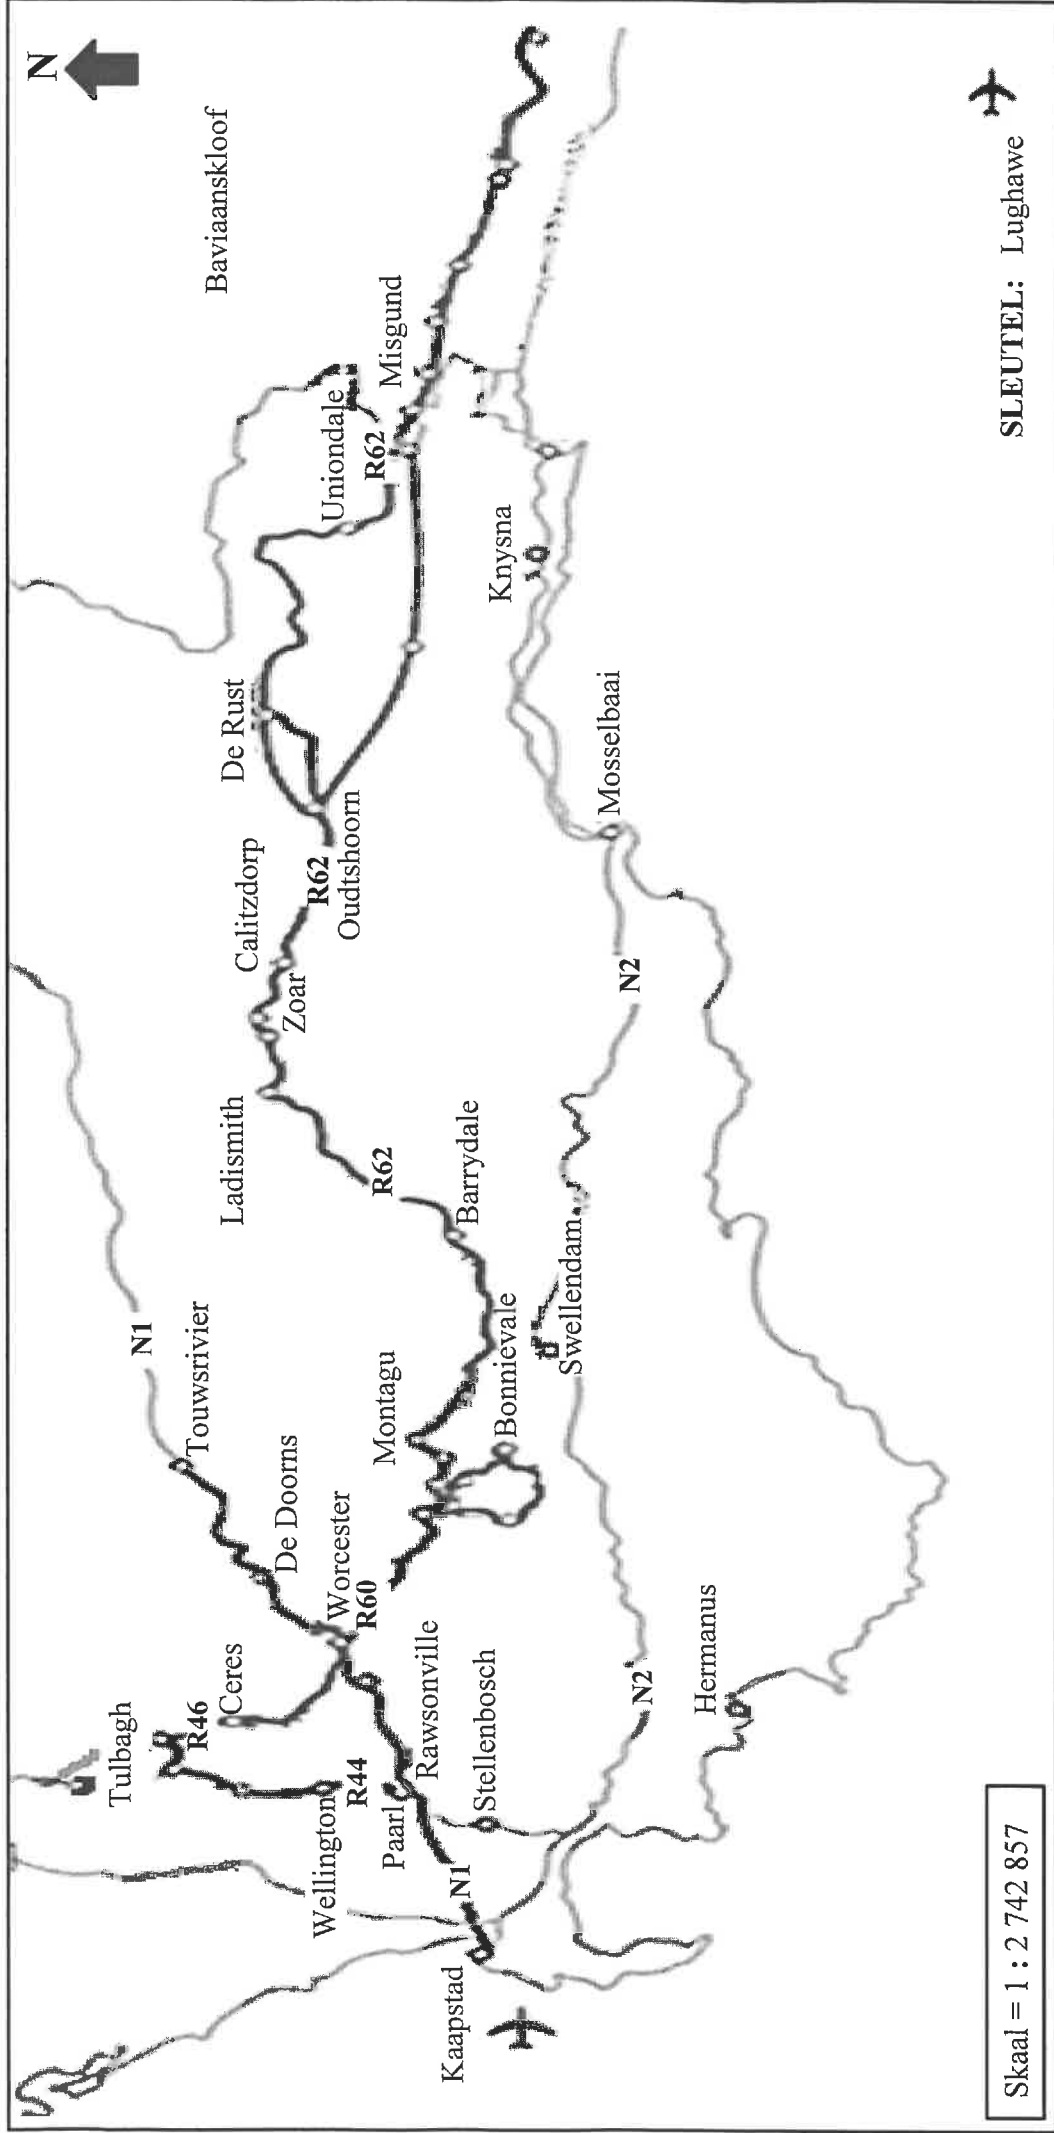 N
Baviaanskloof
Tulbagh
R46
Ceres
Wellington
R44
Paarl
Rawsonville
Stellenbosch
Kaapstad
N1
Worcester
R60
De Doorns
Touwsrivier
N1
Montagu
Bonnievale
Barrydale
R62
Ladismith
Zoar
Calitzdorp
R62
Oudtshoorn
De Rust
Uniondale
R62
Misgund
Knysna
Mosselbaai
N2
Swellendam
N2
Hermanus
Skaal = 1 : 2 742 857
SLEUTEL: Lughawe